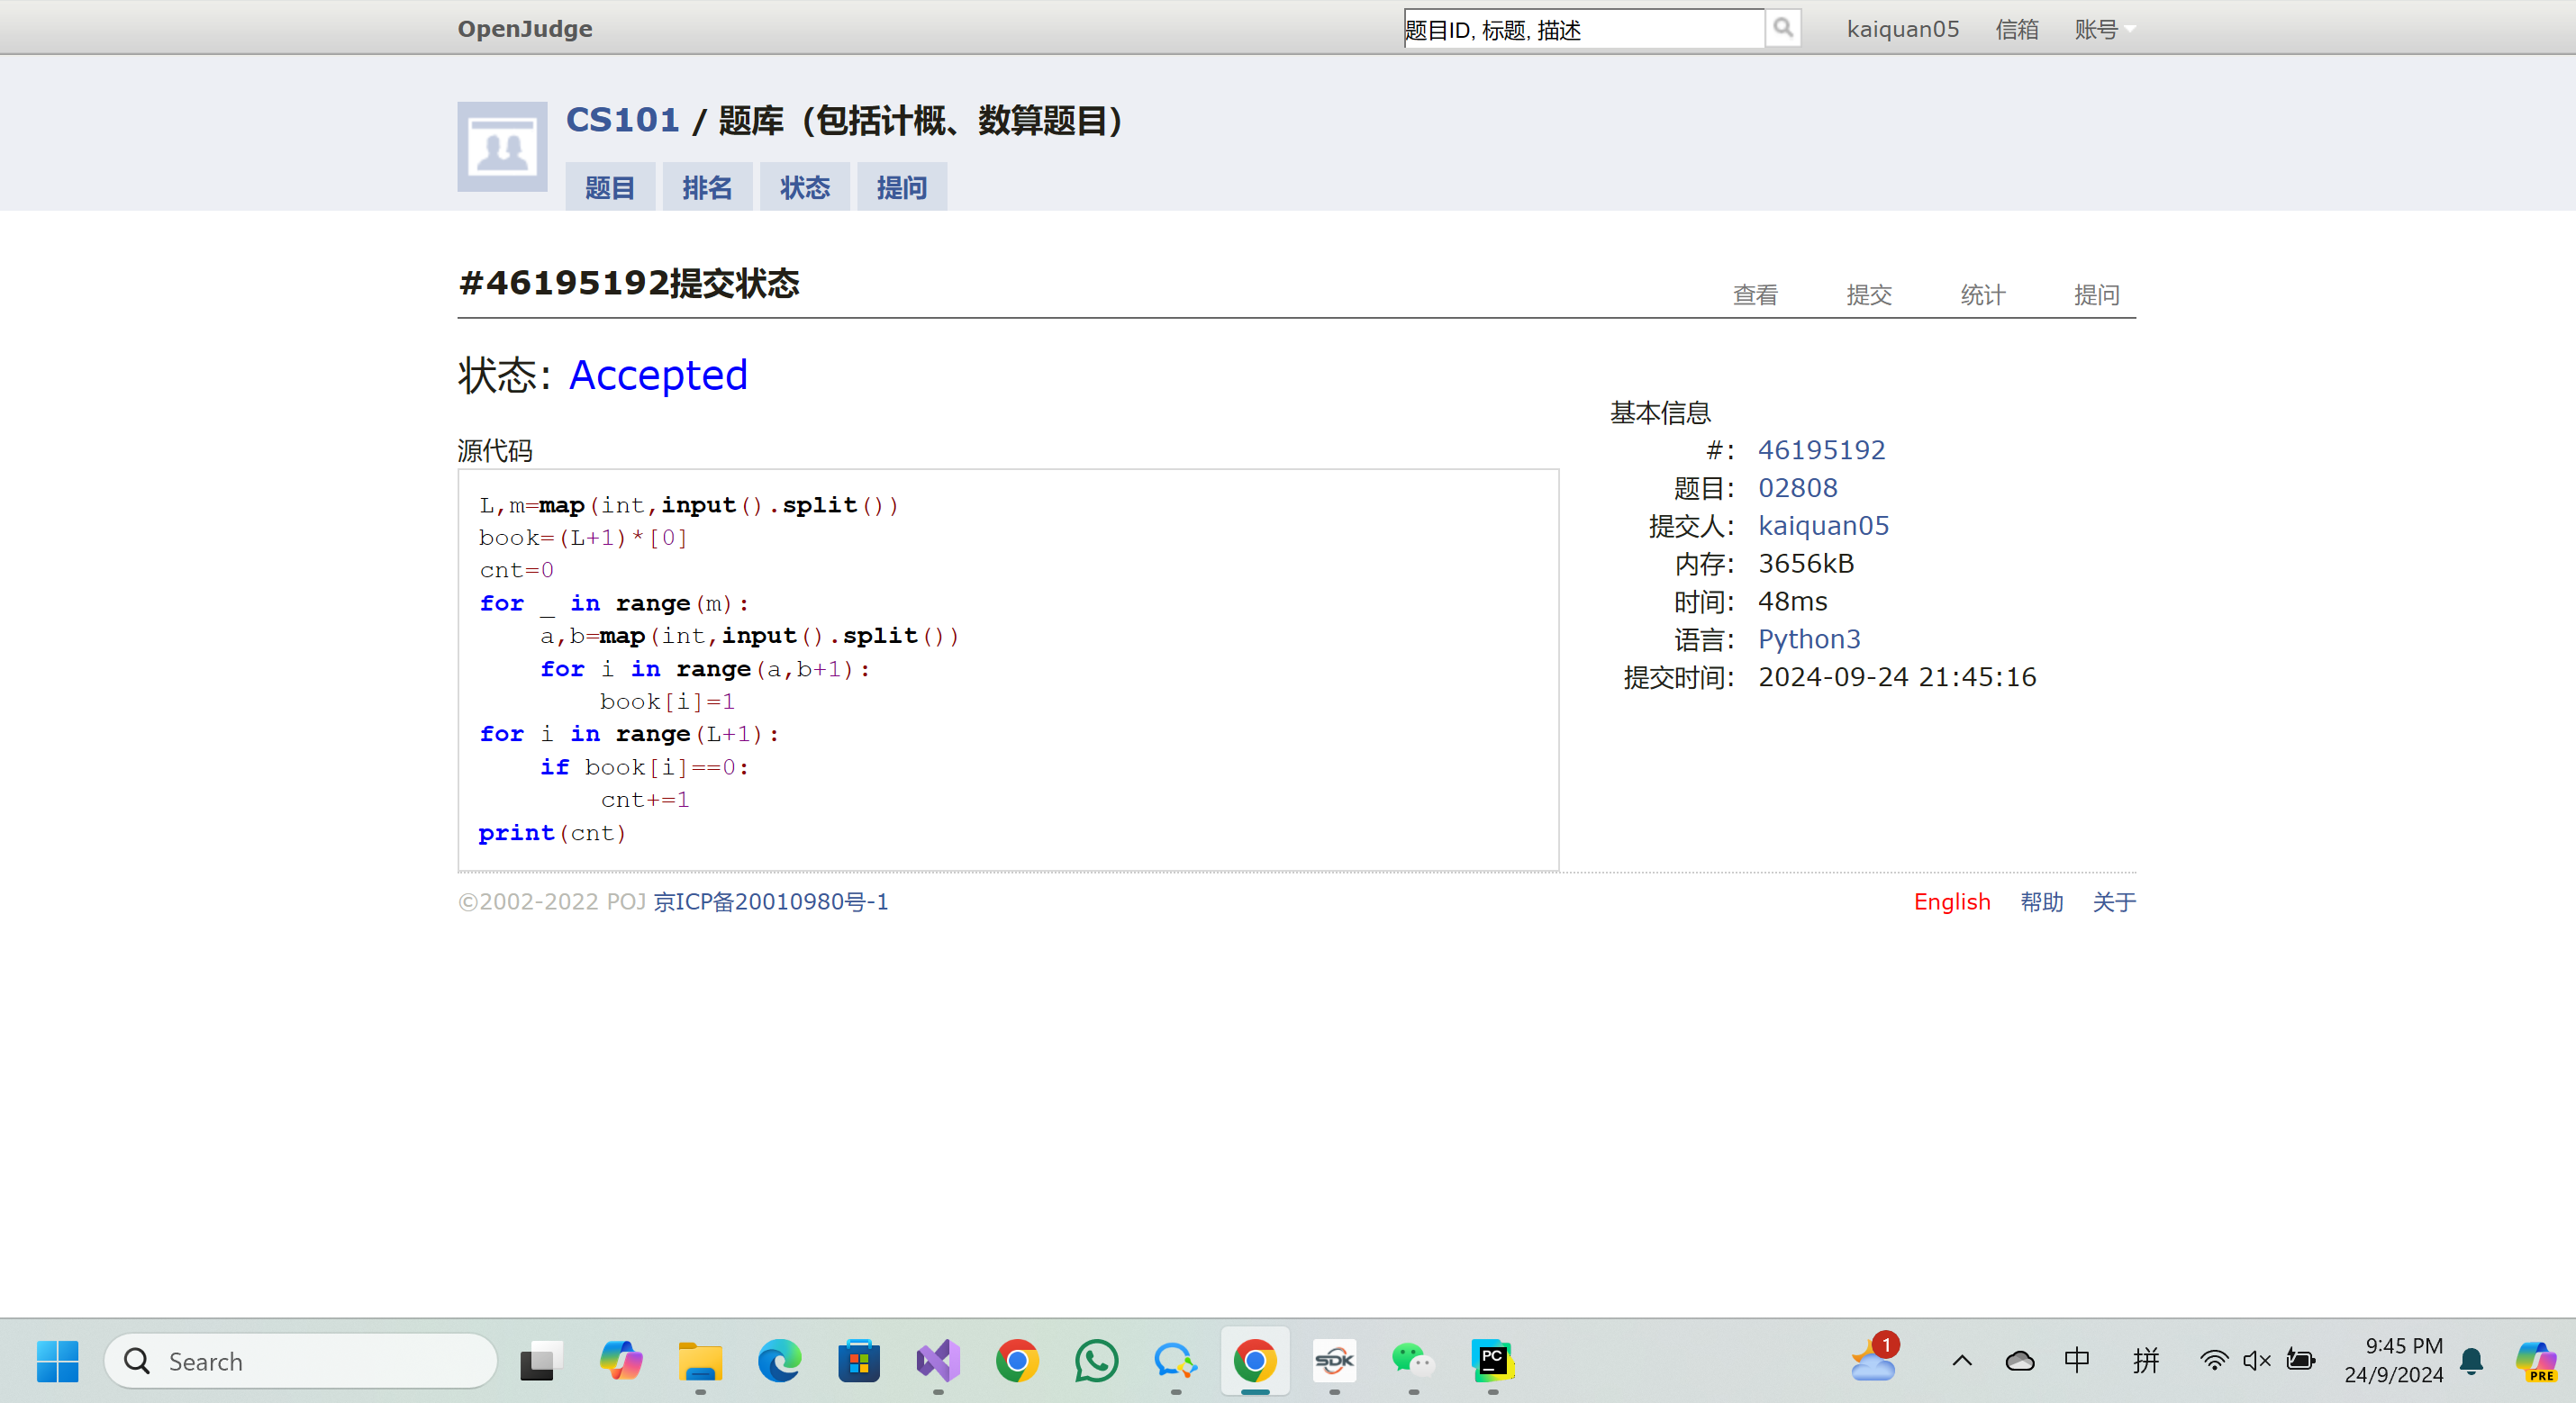 OpenJudge
题目ID, 标题, 描述
kaiquan05 信箱 账号
CS101 / 题库（包括计概、数算题目）
题目 排名 状态 提问
#46195192提交状态
查看 提交 统计 提问
状态: Accepted
源代码
L,m=map(int,input().split())
book=(L+1)*[0]
cnt=0
for _ in range(m):
    a,b=map(int,input().split())
    for i in range(a,b+1):
        book[i]=1
for i in range(L+1):
    if book[i]==0:
        cnt+=1
print(cnt)
基本信息
#: 46195192
题目: 02808
提交人: kaiquan05
内存: 3656kB
时间: 48ms
语言: Python3
提交时间: 2024-09-24 21:45:16
©2002-2022 POJ 京ICP备20010980号-1
English 帮助 关于
Search
SDK
PC
1
中 拼
9:45 PM
24/9/2024
PRE